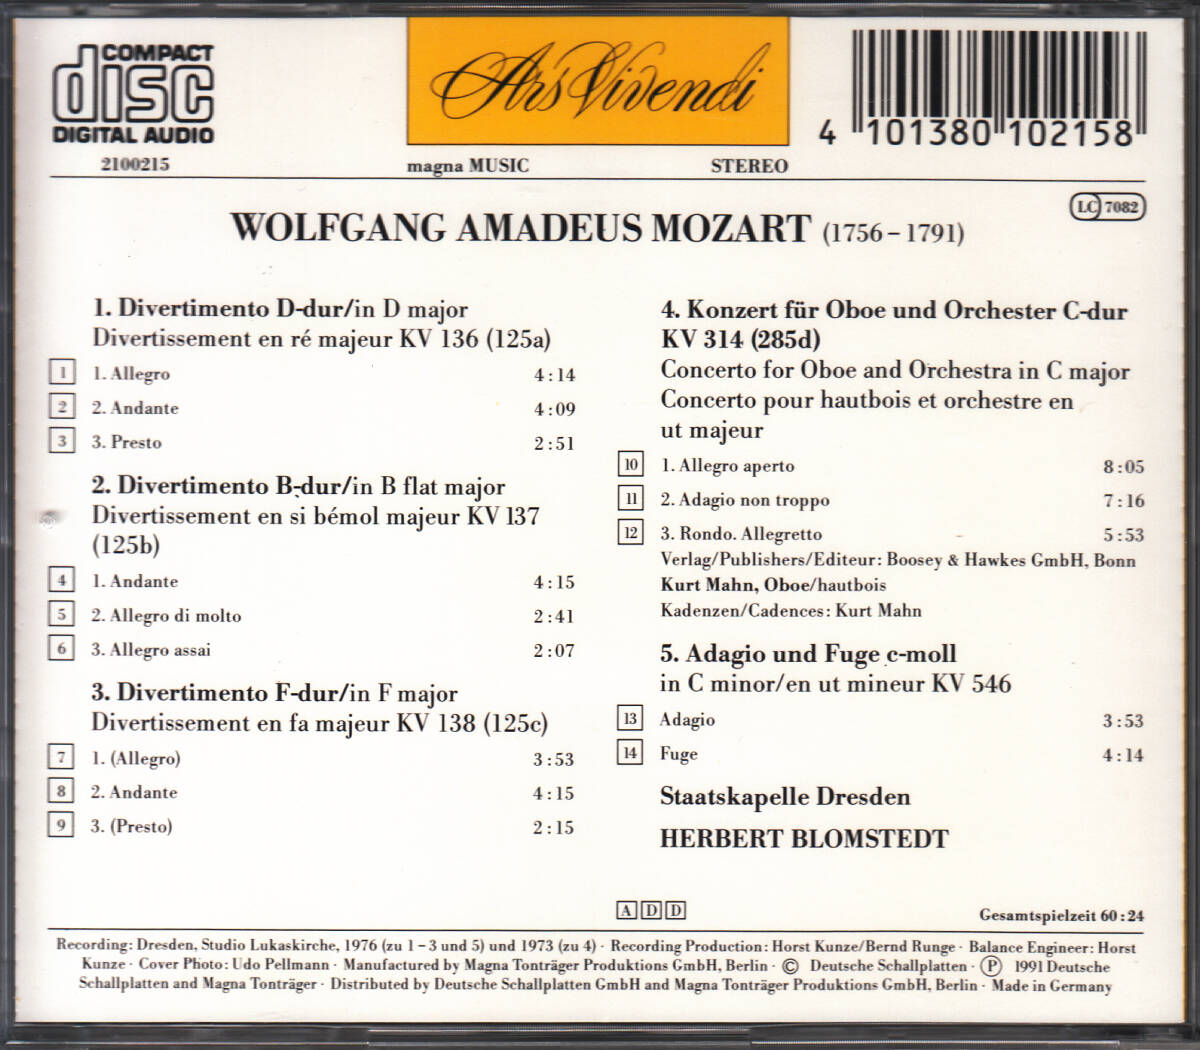 COMPACT
disc
DIGITAL AUDIO
2100215
Ars Vivendi
magna MUSIC
STEREO
4 101380 102158
LC 7082
WOLFGANG AMADEUS MOZART (1756 – 1791)
1. Divertimento D-dur/in D major
Divertissement en ré majeur KV 136 (125a)
1 1. Allegro 4:14
2 2. Andante 4:09
3 3. Presto 2:51
2. Divertimento B-dur/in B flat major
Divertissement en si bémol majeur KV 137
(125b)
4 1. Andante 4:15
5 2. Allegro di molto 2:41
6 3. Allegro assai 2:07
3. Divertimento F-dur/in F major
Divertissement en fa majeur KV 138 (125c)
7 1. (Allegro) 3:53
8 2. Andante 4:15
9 3. (Presto) 2:15
4. Konzert für Oboe und Orchester C-dur
KV 314 (285d)
Concerto for Oboe and Orchestra in C major
Concerto pour hautbois et orchestre en
ut majeur
10 1. Allegro aperto 8:05
11 2. Adagio non troppo 7:16
12 3. Rondo. Allegretto 5:53
Verlag/Publishers/Editeur: Boosey & Hawkes GmbH, Bonn
Kurt Mahn, Oboe/hautbois
Kadenzen/Cadences: Kurt Mahn
5. Adagio und Fuge c-moll
in C minor/en ut mineur KV 546
13 Adagio 3:53
14 Fuge 4:14
Staatskapelle Dresden
HERBERT BLOMSTEDT
A D D
Gesamtspielzeit 60:24
Recording: Dresden, Studio Lukaskirche, 1976 (zu 1 – 3 und 5) und 1973 (zu 4) · Recording Production: Horst Kunze/Bernd Runge · Balance Engineer: Horst
Kunze · Cover Photo: Udo Pellmann · Manufactured by Magna Tonträger Produktions GmbH, Berlin · © Deutsche Schallplatten · ℗ 1991 Deutsche
Schallplatten and Magna Tonträger · Distributed by Deutsche Schallplatten GmbH and Magna Tonträger Produktions GmbH, Berlin · Made in Germany